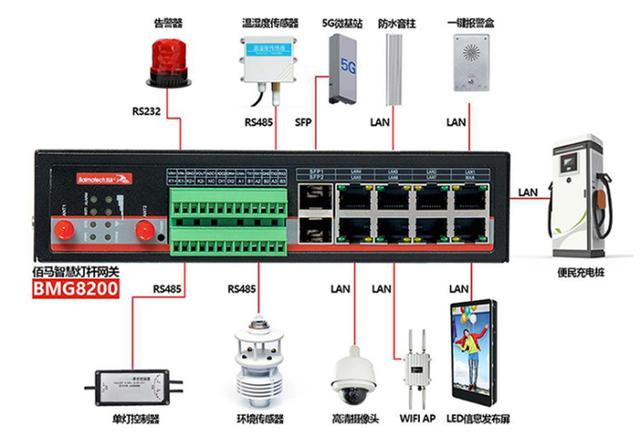 告警器
温湿度传感器
5G微基站
防水音柱
一键报警盒
5G
RS232
RS485
SFP
LAN
LAN
LAN
SFP1
SFP2
ANT1
ANT2
佰马智慧灯杆网关
BMG8200
RS485
RS485
LAN
LAN
LAN
便民充电桩
单灯控制器
环境传感器
高清摄像头
WIFI AP
LED信息发布屏